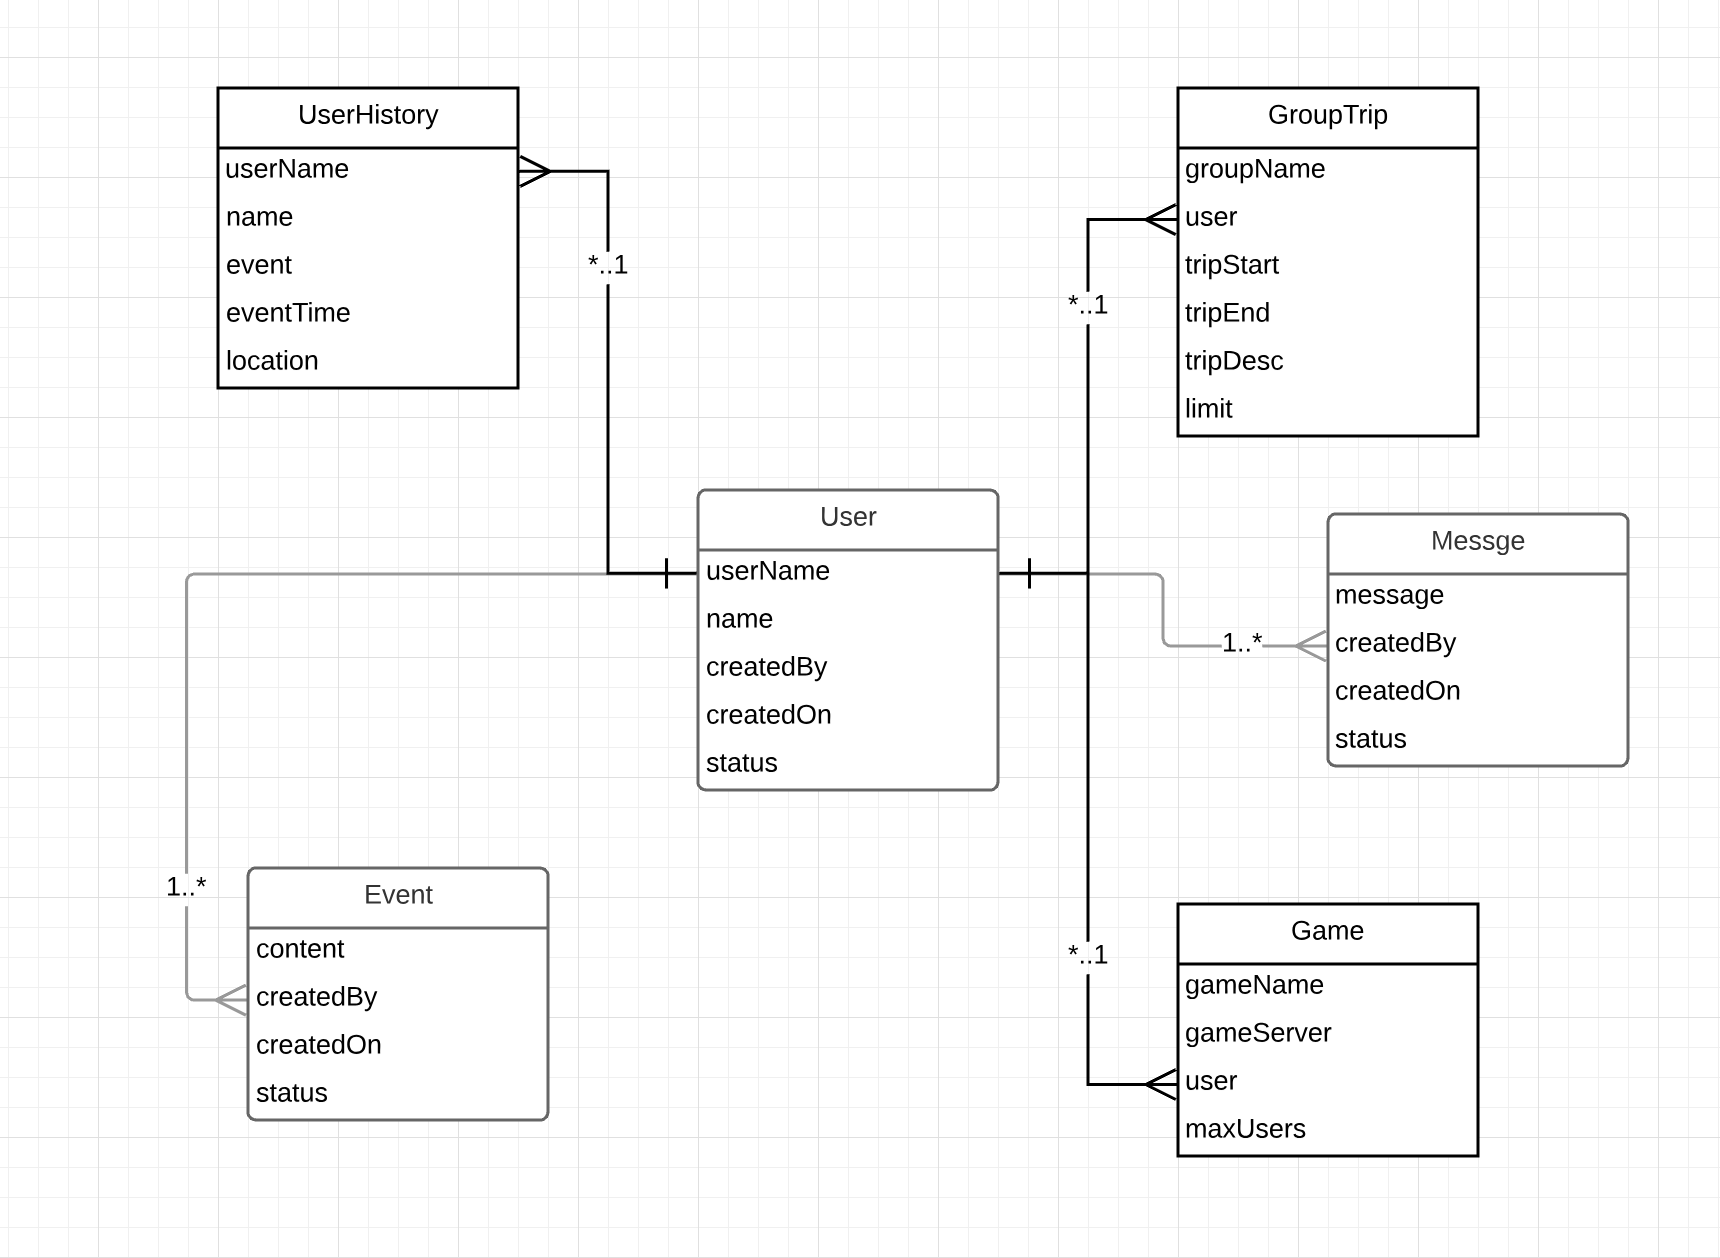 UserHistory
userName
name
event
eventTime
location
*..1
GroupTrip
groupName
user
tripStart
tripEnd
tripDesc
limit
*..1
User
userName
name
createdBy
createdOn
status
Messge
message
createdBy
createdOn
status
1..*
Event
content
createdBy
createdOn
status
1..*
Game
gameName
gameServer
user
maxUsers
*..1